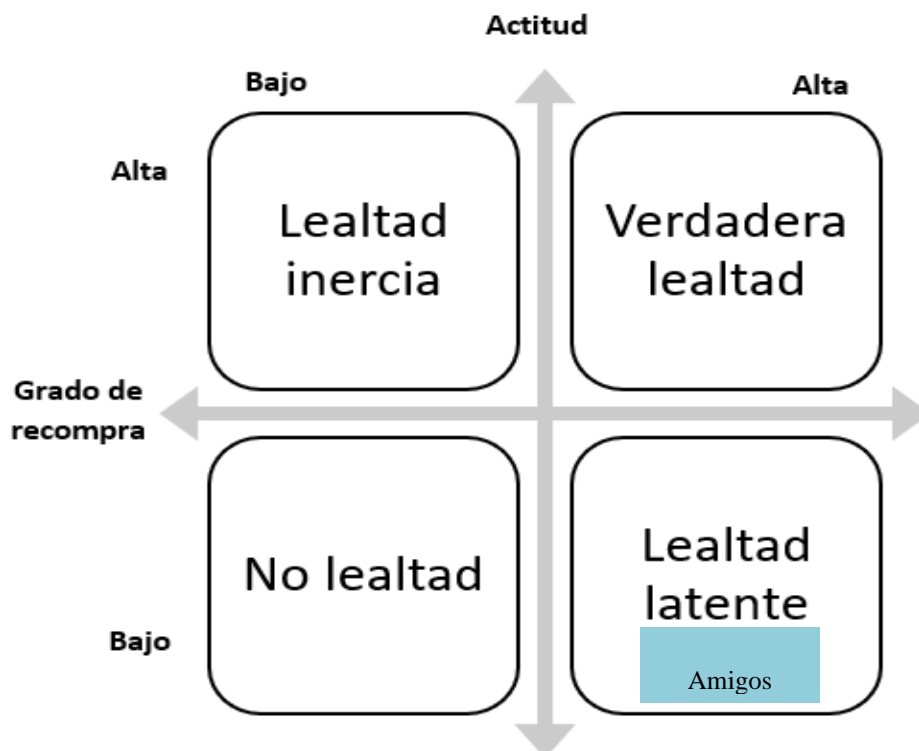 Actitud
Bajo
Alta
Alta
Lealtad
inercia
Verdadera
lealtad
Grado de
recompra
No lealtad
Lealtad
latente
Bajo
Amigos